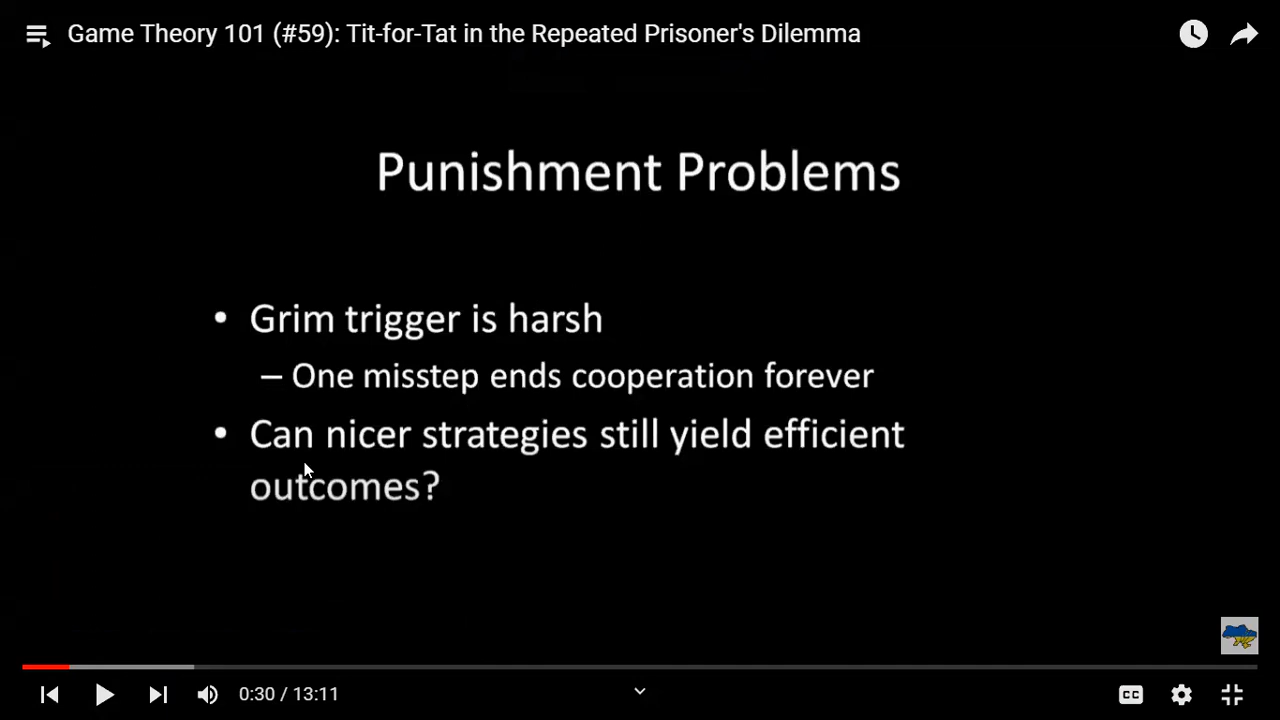 Game Theory 101 (#59): Tit-for-Tat in the Repeated Prisoner's Dilemma
Punishment Problems
• Grim trigger is harsh
– One misstep ends cooperation forever
• Can nicer strategies still yield efficient
outcomes?
0:30 / 13:11
CC